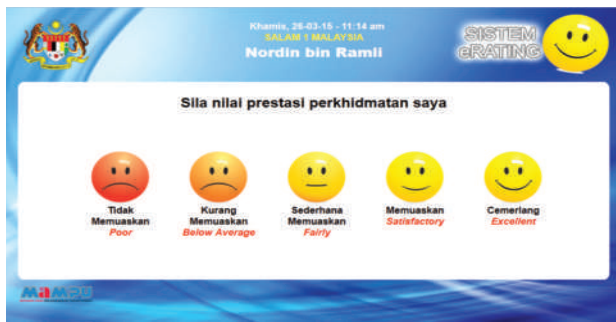 Khamis, 26-03-15 - 11:14 am
SALAM 1 MALAYSIA
Nordin bin Ramli
SISTEM
eRATING
Sila nilai prestasi perkhidmatan saya
Tidak
Memuaskan
Poor
Kurang
Memuaskan
Below Average
Sederhana
Memuaskan
Fairly
Memuaskan
Satisfactory
Cemerlang
Excellent
MAMPU